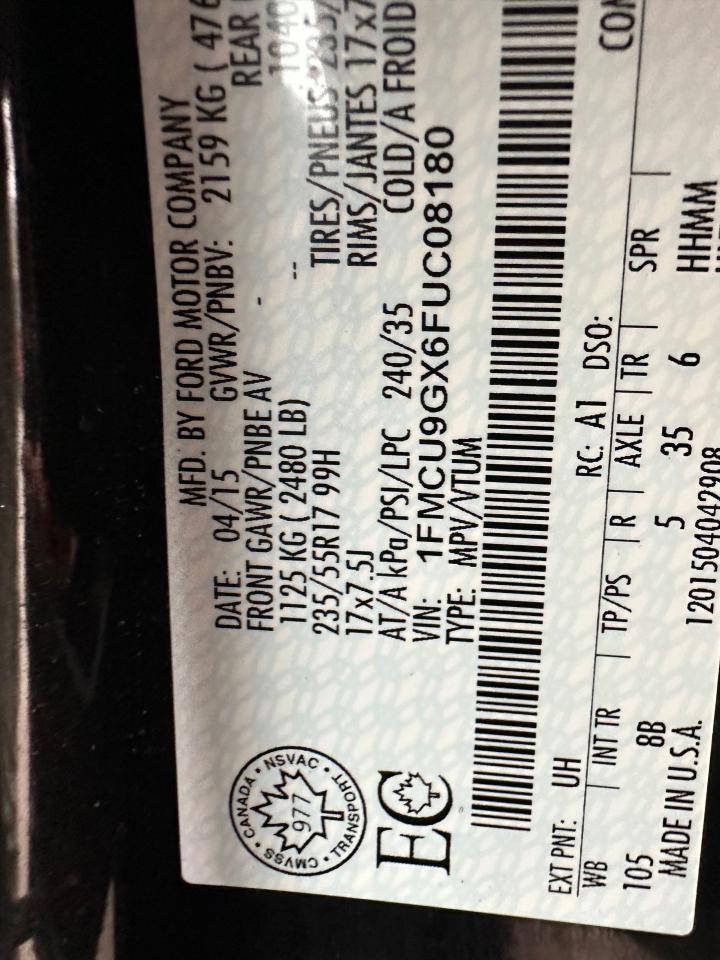 MFD. BY FORD MOTOR COMPANY
DATE: 04/15 GVWR/PNBV: 2159 KG ( 476
FRONT GAWR/PNBE AV - REAR
1125 KG ( 2480 LB) -- 1040
235/55R17 99H TIRES/PNEUS 235/
17x7.5J RIMS/JANTES 17x7
AT/A kPa/PSI/LPC 240/35 COLD/A FROID
VIN: 1FMCU9GX6FUC08180
TYPE: MPV/VTUM
CANADA · NSVAC · TRANSPORT · CMVSS ·
977
EC
EXT PNT: UH RC: A1 DSO:
WB INT TR TP/PS R AXLE TR SPR
105 8B 5 35 6 HHMM
MADE IN U.S.A. 1201504042908